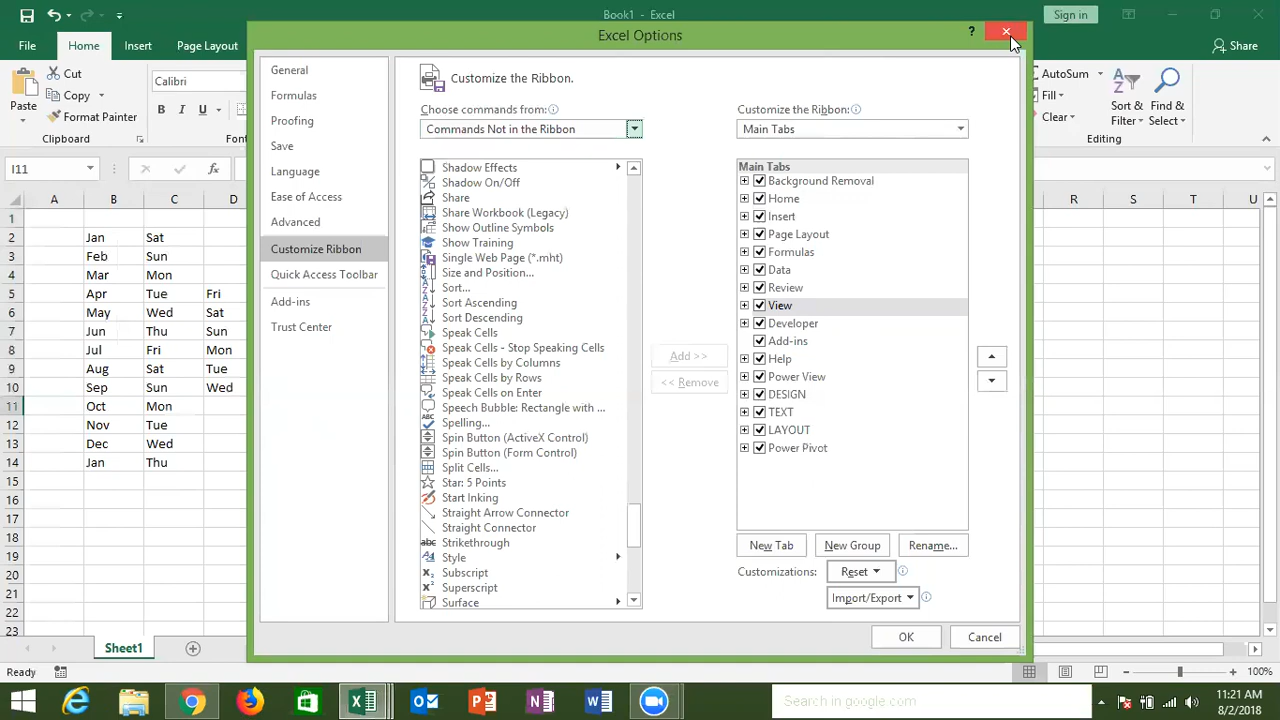 Book1 - Excel
Sign in
File
Home
Insert
Page Layout
Share
Paste
Cut
Copy
Format Painter
Clipboard
Calibri
B I U
AutoSum
Fill
Clear
Sort & Filter
Find & Select
Editing
I11
fx
A B C D R S T U
1
2 Jan Sat
3 Feb Sun
4 Mar Mon
5 Apr Tue Fri
6 May Wed Sat
7 Jun Thu Sun
8 Jul Fri Mon
9 Aug Sat Tue
10 Sep Sun Wed
11 Oct Mon
12 Nov Tue
13 Dec Wed
14 Jan Thu
15
16
17
18
19
20
21
22
23
Sheet1
Ready
100%
Excel Options
?
General
Formulas
Proofing
Save
Language
Ease of Access
Advanced
Customize Ribbon
Quick Access Toolbar
Add-ins
Trust Center
Customize the Ribbon.
Choose commands from:
Commands Not in the Ribbon
Shadow Effects
Shadow On/Off
Share
Share Workbook (Legacy)
Show Outline Symbols
Show Training
Single Web Page (*.mht)
Size and Position...
Sort...
Sort Ascending
Sort Descending
Speak Cells
Speak Cells - Stop Speaking Cells
Speak Cells by Columns
Speak Cells by Rows
Speak Cells on Enter
Speech Bubble: Rectangle with ...
Spelling...
Spin Button (ActiveX Control)
Spin Button (Form Control)
Split Cells...
Star: 5 Points
Start Inking
Straight Arrow Connector
Straight Connector
Strikethrough
Style
Subscript
Superscript
Surface
Add >>
<< Remove
Customize the Ribbon:
Main Tabs
Main Tabs
Background Removal
Home
Insert
Page Layout
Formulas
Data
Review
View
Developer
Add-ins
Help
Power View
DESIGN
TEXT
LAYOUT
Power Pivot
New Tab
New Group
Rename...
Customizations:
Reset
Import/Export
OK
Cancel
Search in google.com
11:21 AM
8/2/2018